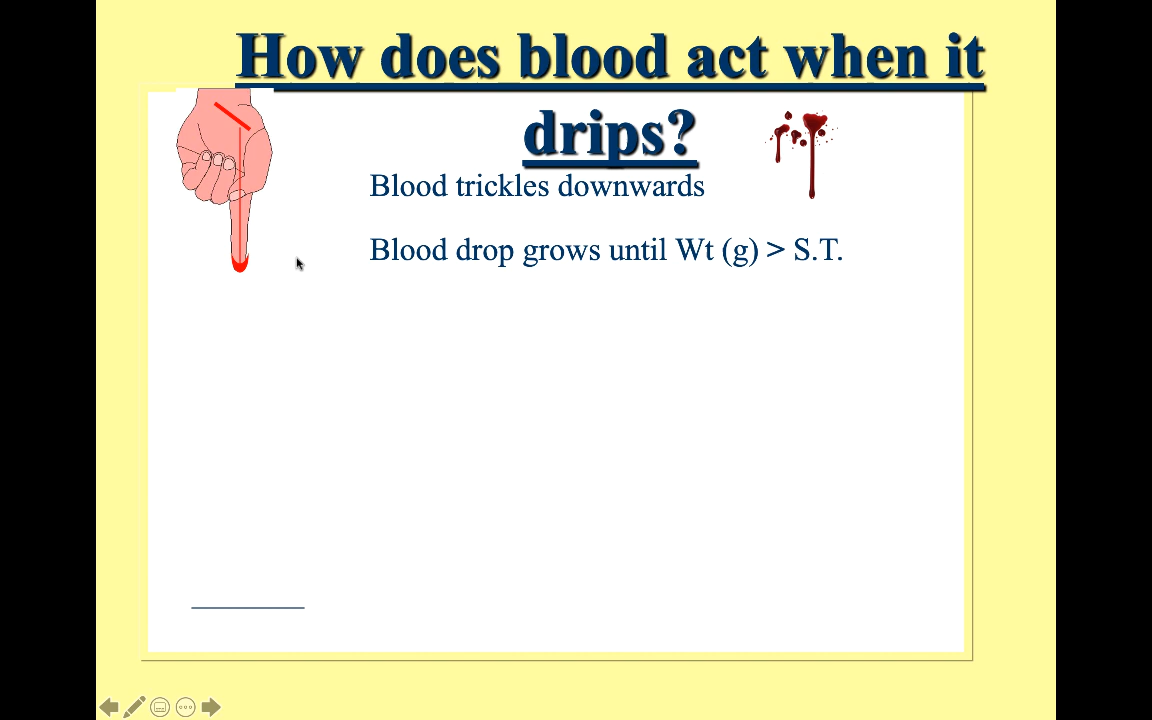 How does blood act when it
drips?
Blood trickles downwards
Blood drop grows until Wt (g) > S.T.